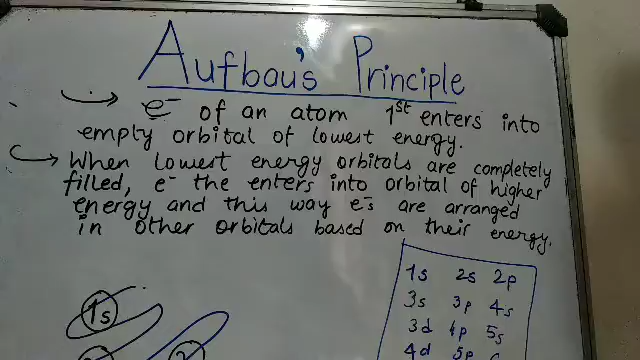 Aufbau's Principle
e⁻ of an atom 1st enters into
empty orbital of lowest energy.
When lowest energy orbitals are completely
filled, e⁻ the enters into orbital of higher
energy and this way e⁻s are arranged
in other orbitals based on their energy.
1s 2s 2p
3s 3p 4s
3d 4p 5s
4d 5p
1s